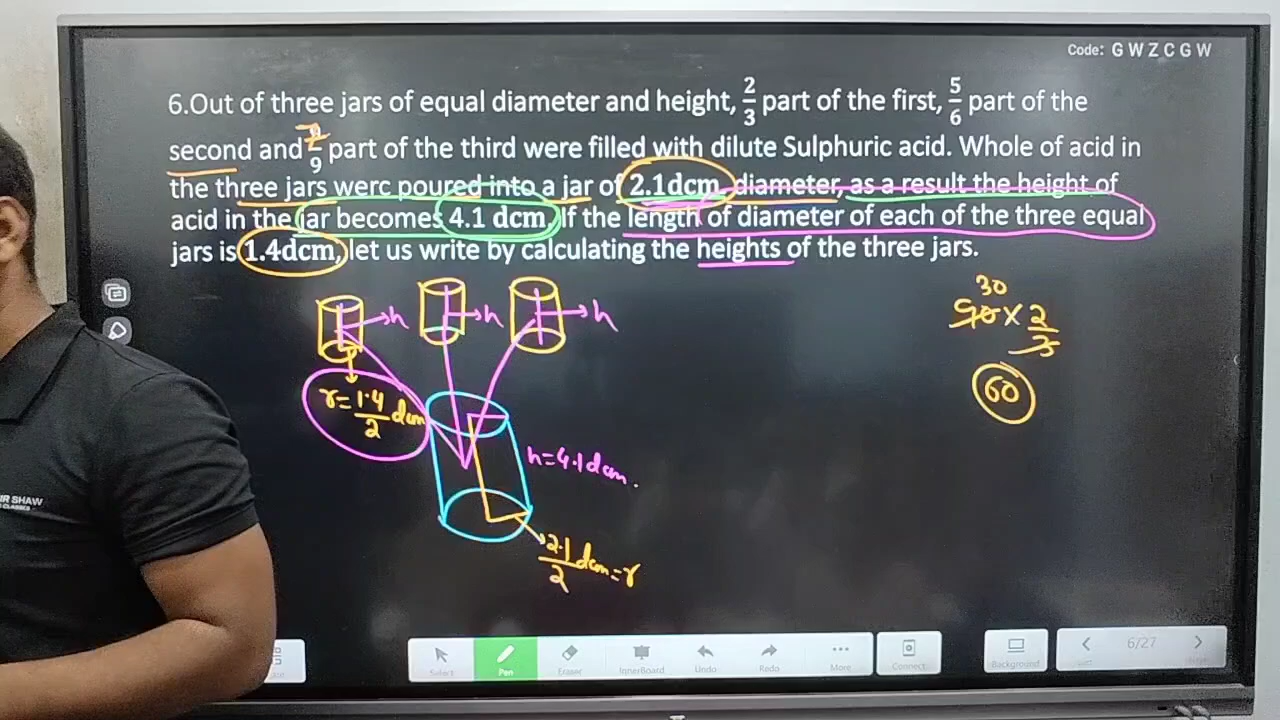 Code: G W Z C G W
6.Out of three jars of equal diameter and height, 2/3 part of the first, 5/6 part of the
second and 7/9 part of the third were filled with dilute Sulphuric acid. Whole of acid in
the three jars werc poured into a jar of 2.1dcm diameter, as a result the height of
acid in the jar becomes 4.1 dcm. If the length of diameter of each of the three equal
jars is 1.4dcm, let us write by calculating the heights of the three jars.
h h h
30
90 x 2/3
60
r=1.4/2 dcm
h=4.1dcm.
2.1/2 dcm=r
IR SHAW
CLASSES
Select Pen Eraser InnerBoard Undo Redo More Connect Background 6/27